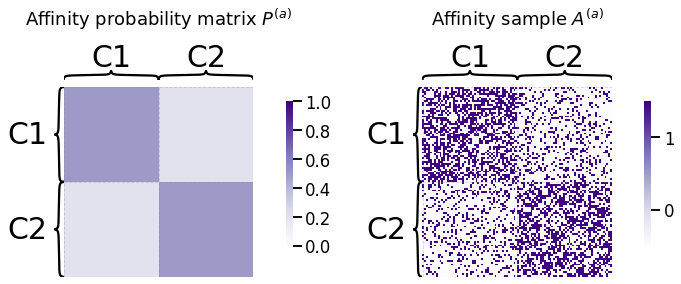 Affinity probability matrix P^(a)
C1 C2
C1
C2
1.0
0.8
0.6
0.4
0.2
0.0
Affinity sample A^(a)
C1 C2
C1
C2
1
0